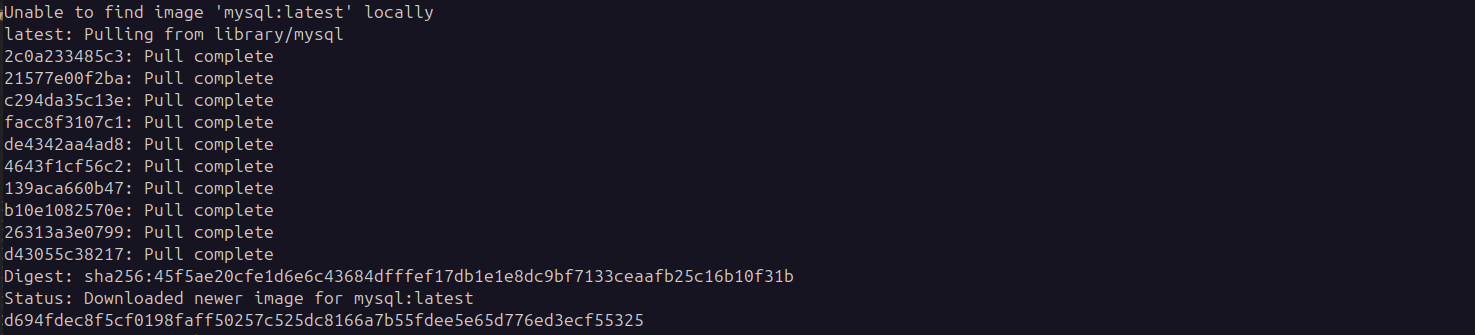 Unable to find image 'mysql:latest' locally
latest: Pulling from library/mysql
2c0a233485c3: Pull complete
21577e00f2ba: Pull complete
c294da35c13e: Pull complete
facc8f3107c1: Pull complete
de4342aa4ad8: Pull complete
4643f1cf56c2: Pull complete
139aca660b47: Pull complete
b10e1082570e: Pull complete
26313a3e0799: Pull complete
d43055c38217: Pull complete
Digest: sha256:45f5ae20cfe1d6e6c43684dfffef17db1e1e8dc9bf7133ceaafb25c16b10f31b
Status: Downloaded newer image for mysql:latest
d694fdec8f5cf0198faff50257c525dc8166a7b55fdee5e65d776ed3ecf55325